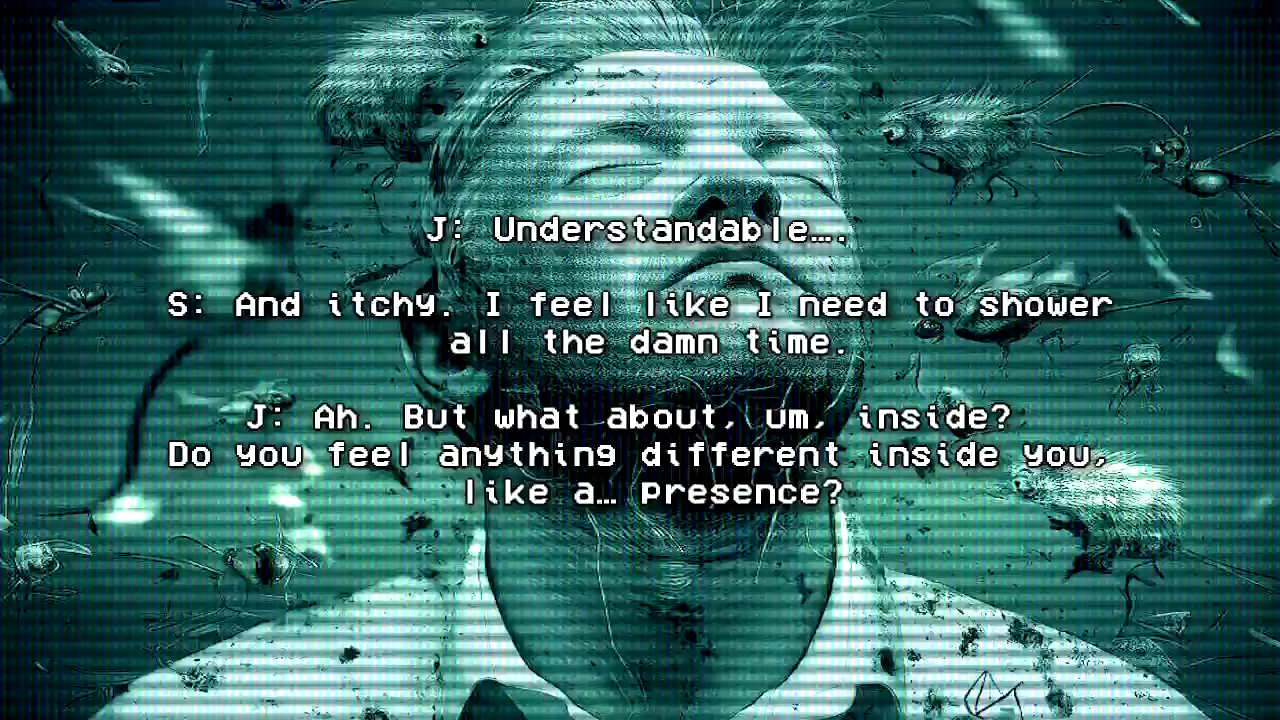 J: Understandable….
S: And itchy. I feel like I need to shower
all the damn time.
J: Ah. But what about, um, inside?
Do you feel anything different inside you,
like a… presence?